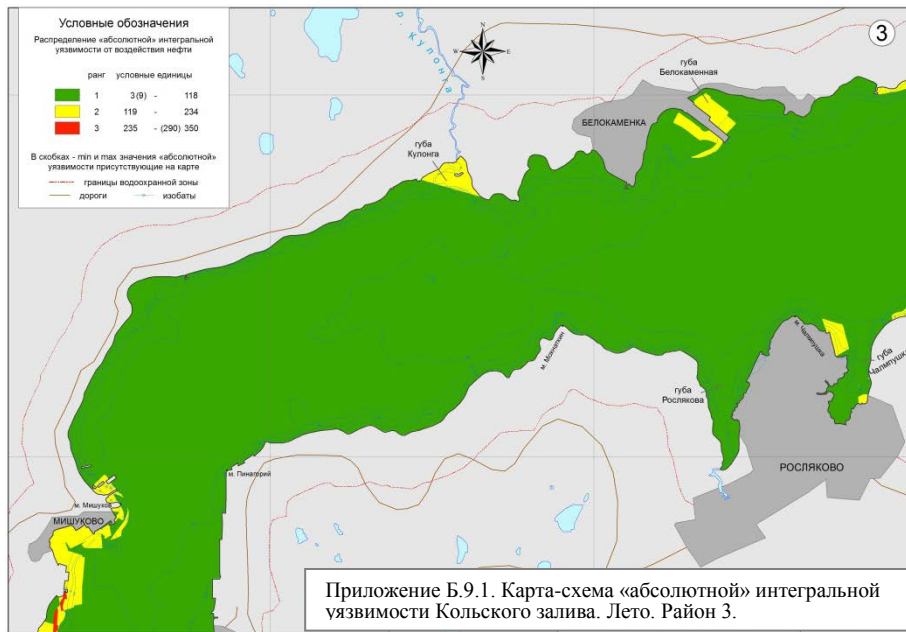 Условные обозначения
Распределение «абсолютной» интегральной
уязвимости от воздействия нефти
ранг условные единицы
1 3(9) - 118
2 119 - 234
3 235 - (290) 350
В скобках - min и max значения «абсолютной»
уязвимости присутствующие на карте
границы водоохранной зоны
дороги изобаты
р. Кулонга
N
W E
S
3
губа
Белокаменная
БЕЛОКАМЕНКА
губа
Кулонга
м. Чалмпушка
губа
Чалмпушка
губа
Рослякова
РОСЛЯКОВО
м. Пинагорий
м. Мишуков
МИШУКОВО
Приложение Б.9.1. Карта-схема «абсолютной» интегральной
уязвимости Кольского залива. Лето. Район 3.